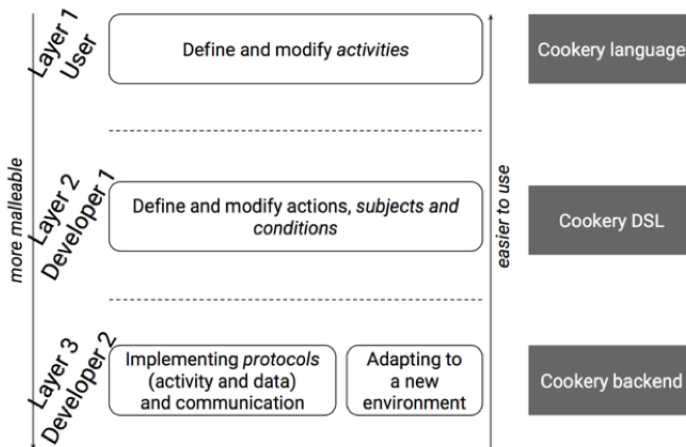 Layer 1
User
Define and modify activities
Cookery language
more malleable
easier to use
Layer 2
Developer 1
Define and modify actions, subjects and
conditions
Cookery DSL
Layer 3
Developer 2
Implementing protocols
(activity and data)
and communication
Adapting to
a new
environment
Cookery backend